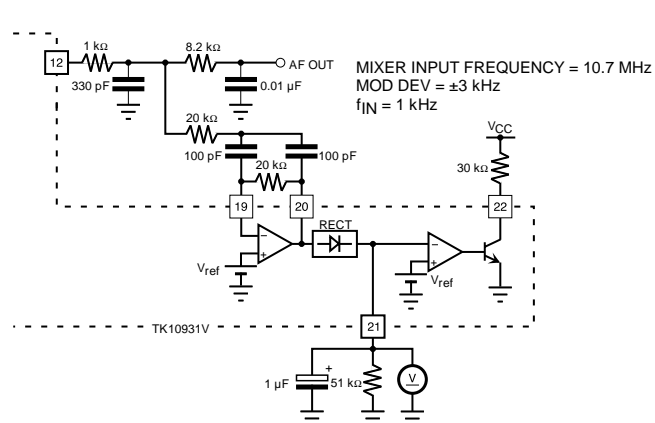 12
1 kΩ
8.2 kΩ
AF OUT
330 pF
0.01 µF
MIXER INPUT FREQUENCY = 10.7 MHz
MOD DEV = ±3 kHz
fIN = 1 kHz
20 kΩ
100 pF
100 pF
20 kΩ
VCC
30 kΩ
19
20
22
RECT
−
+
Vref
−
+
Vref
TK10931V
21
1 µF
+
51 kΩ
V